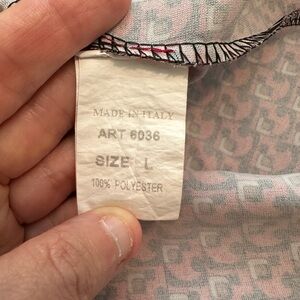 MADE IN ITALY
ART 6036
SIZE L
100% POLYESTER